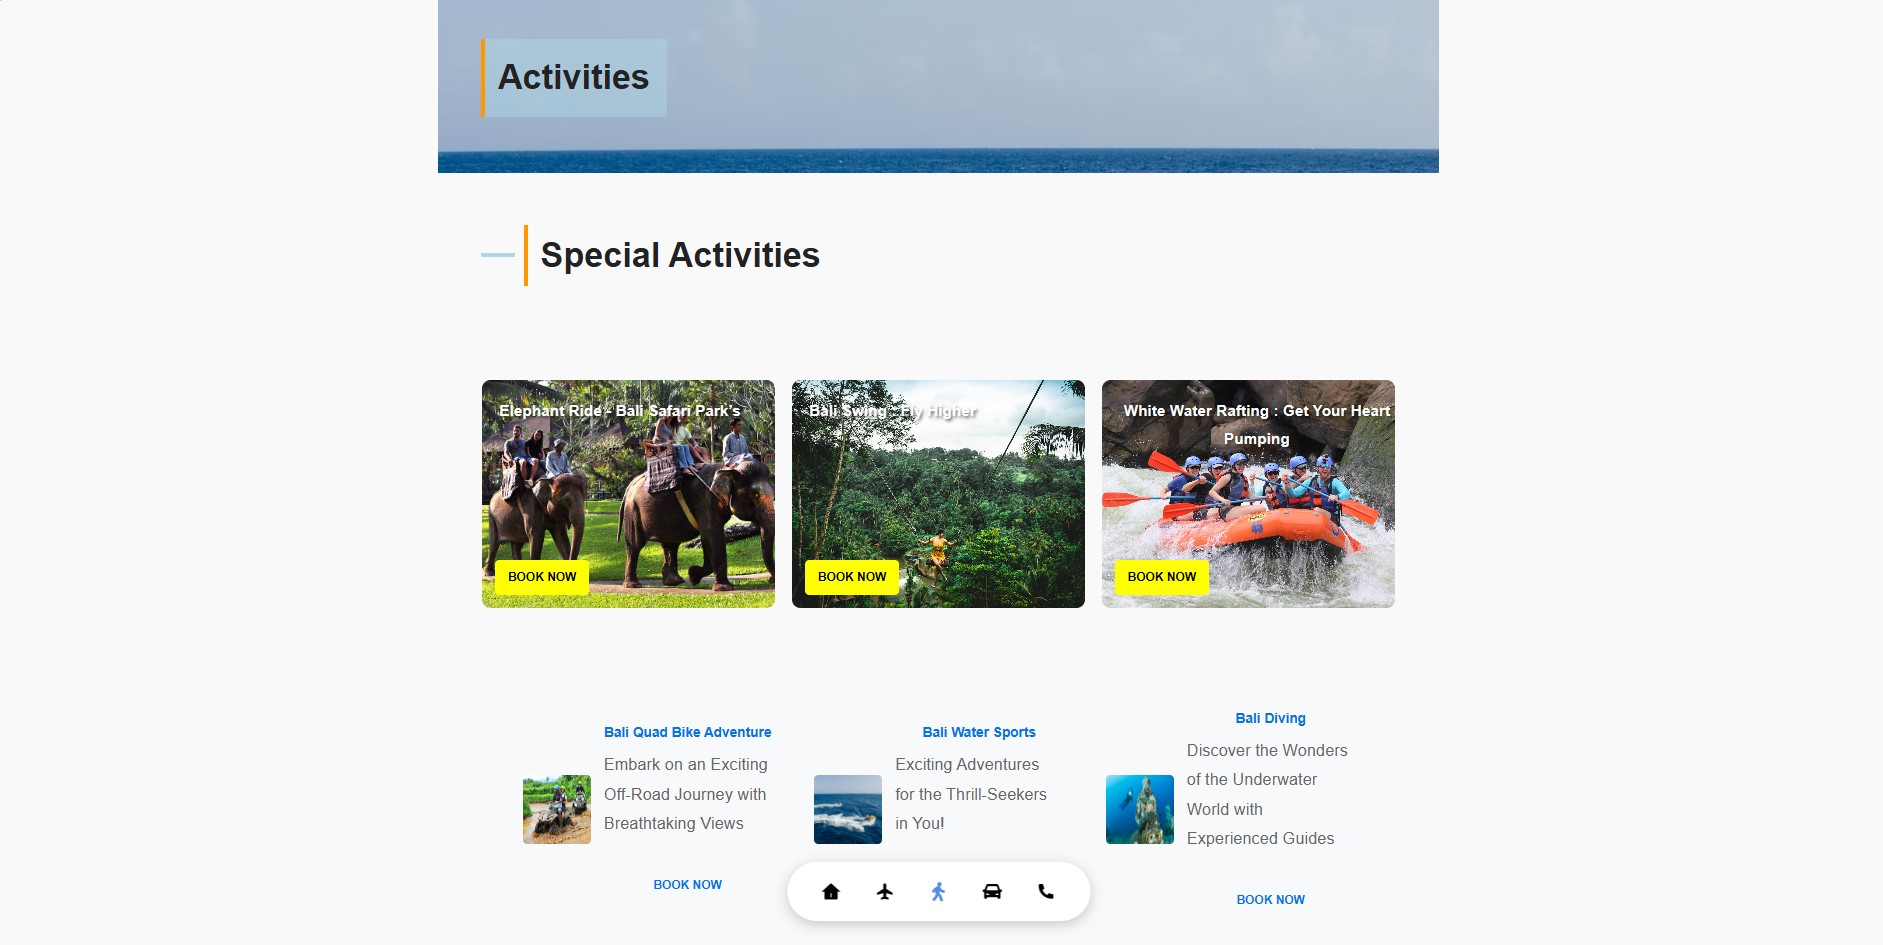 Activities
Special Activities
Elephant Ride - Bali Safari Park's
Bali Swing : Fly Higher
White Water Rafting : Get Your Heart
Pumping
BOOK NOW
BOOK NOW
BOOK NOW
Bali Quad Bike Adventure
Embark on an Exciting
Off-Road Journey with
Breathtaking Views
BOOK NOW
Bali Water Sports
Exciting Adventures
for the Thrill-Seekers
in You!
Bali Diving
Discover the Wonders
of the Underwater
World with
Experienced Guides
BOOK NOW